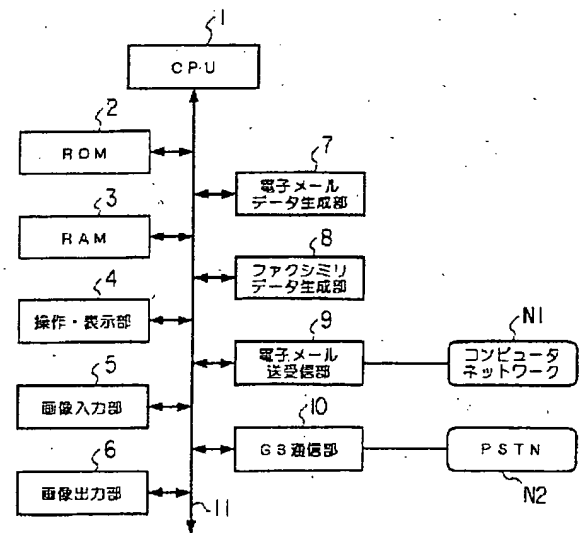 1
CPU
2
ROM
3
RAM
4
操作・表示部
5
画像入力部
6
画像出力部
7
電子メール
データ生成部
8
ファクシミリ
データ生成部
9
電子メール
送受信部
10
G3通信部
11
N1
コンピュータ
ネットワーク
PSTN
N2